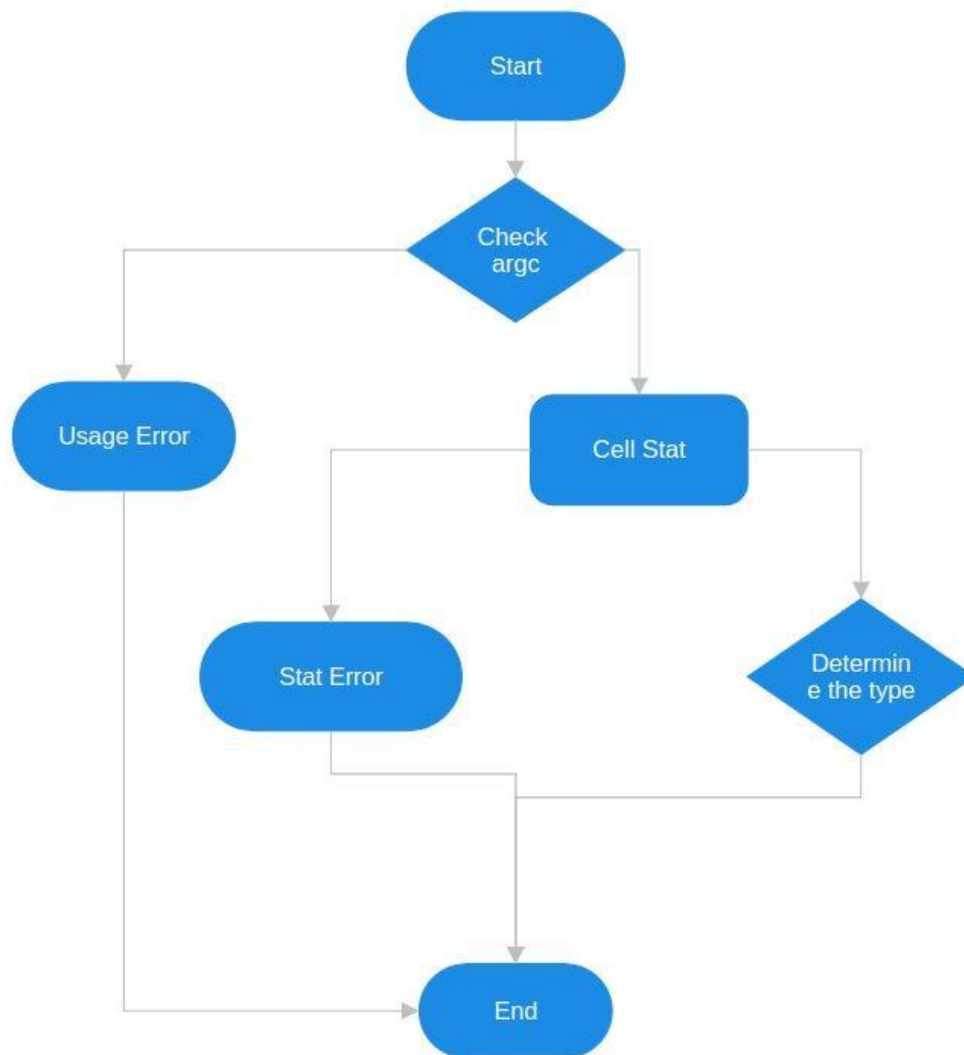 Start
Check
argc
Usage Error
Cell Stat
Stat Error
Determin
e the type
End